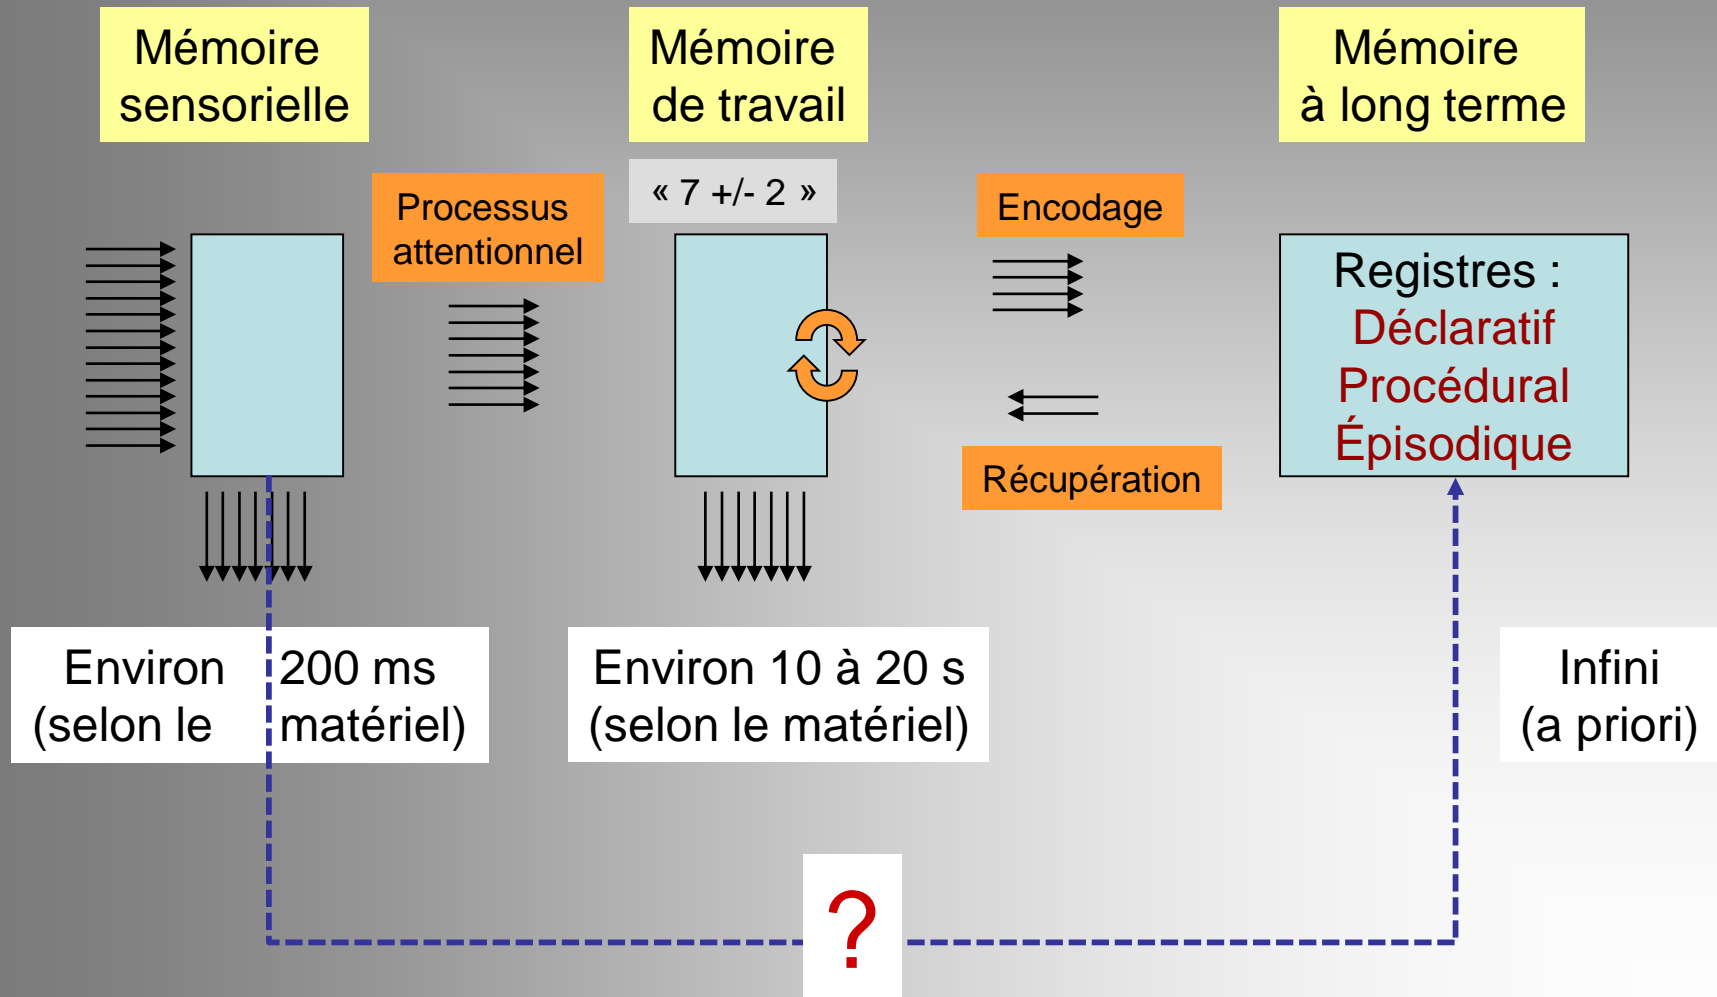 Mémoire
sensorielle
Mémoire
de travail
Mémoire
à long terme
Processus
attentionnel
« 7 +/- 2 »
Encodage
Registres :
Déclaratif
Procédural
Épisodique
Récupération
Environ 200 ms
(selon le matériel)
Environ 10 à 20 s
(selon le matériel)
Infini
(a priori)
?